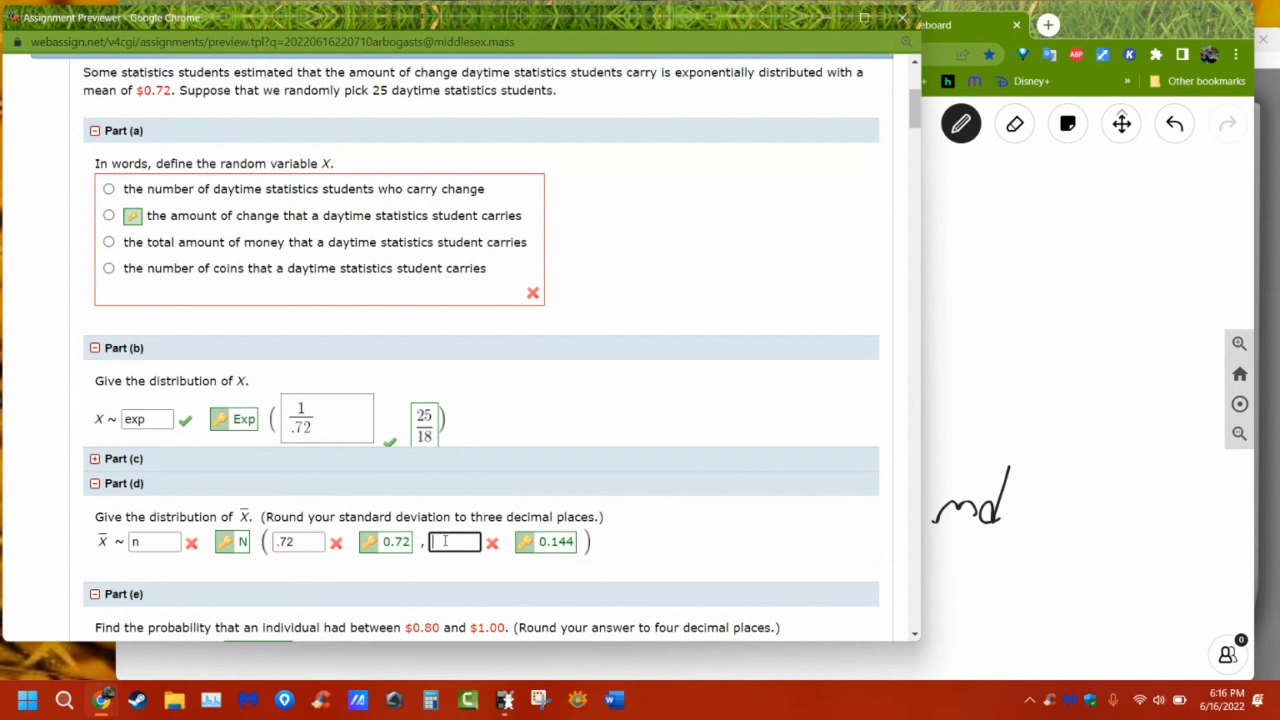 Assignment Previewer - Google Chrome
webassign.net/v4cgi/assignments/preview.tpl?q=20220616220710arbogasts@middlesex.mass
eboard
ABP
K
h
m
Disney+
»
Other bookmarks
Some statistics students estimated that the amount of change daytime statistics students carry is exponentially distributed with a
mean of $0.72. Suppose that we randomly pick 25 daytime statistics students.
Part (a)
In words, define the random variable X.
the number of daytime statistics students who carry change
the amount of change that a daytime statistics student carries
the total amount of money that a daytime statistics student carries
the number of coins that a daytime statistics student carries
Part (b)
Give the distribution of X.
X ~ exp Exp ( 1/.72 25/18 )
Part (c)
Part (d)
Give the distribution of X̅. (Round your standard deviation to three decimal places.)
X̅ ~ n N ( .72 0.72 , 0.144 )
Part (e)
Find the probability that an individual had between $0.80 and $1.00. (Round your answer to four decimal places.)
nd
0
6:16 PM
6/16/2022